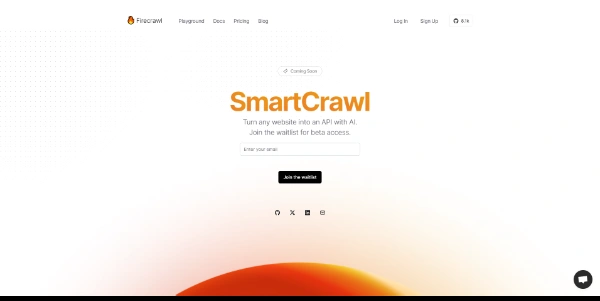 Firecrawl
Playground
Docs
Pricing
Blog
Log In
Sign Up
Coming Soon
SmartCrawl
Turn any website into an API with AI.
Join the waitlist for beta access.
Enter your email
Join the waitlist